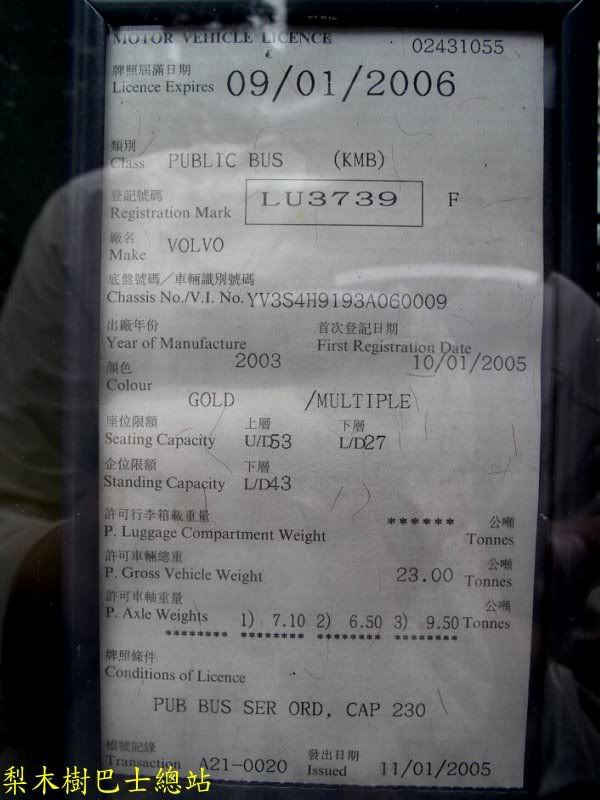 MOTOR VEHICLE LICENCE 02431055
牌照屆滿日期
Licence Expires 09/01/2006
類別
Class PUBLIC BUS (KMB)
登記號碼
Registration Mark LU3739 F
廠名
Make VOLVO
底盤號碼/車輛識別號碼
Chassis No./V.I. No. YV3S4H9193A060009
出廠年份 首次登記日期
Year of Manufacture First Registration Date
2003 10/01/2005
顏色
Colour
GOLD /MULTIPLE
座位限額 上層 下層
Seating Capacity U/D53 L/D27
企位限額 下層
Standing Capacity L/D43
許可行李箱載重量 ****** 公噸
P. Luggage Compartment Weight Tonnes
許可車輛總重 公噸
P. Gross Vehicle Weight 23.00 Tonnes
許可車軸重量 公噸
P. Axle Weights 1) 7.10 2) 6.50 3) 9.50 Tonnes
******** ******** ******** ********
牌照條件
Conditions of Licence
PUB BUS SER ORD, CAP 230
檔號記錄 發出日期
Transaction A21-0020 Issued 11/01/2005
梨木樹巴士總站